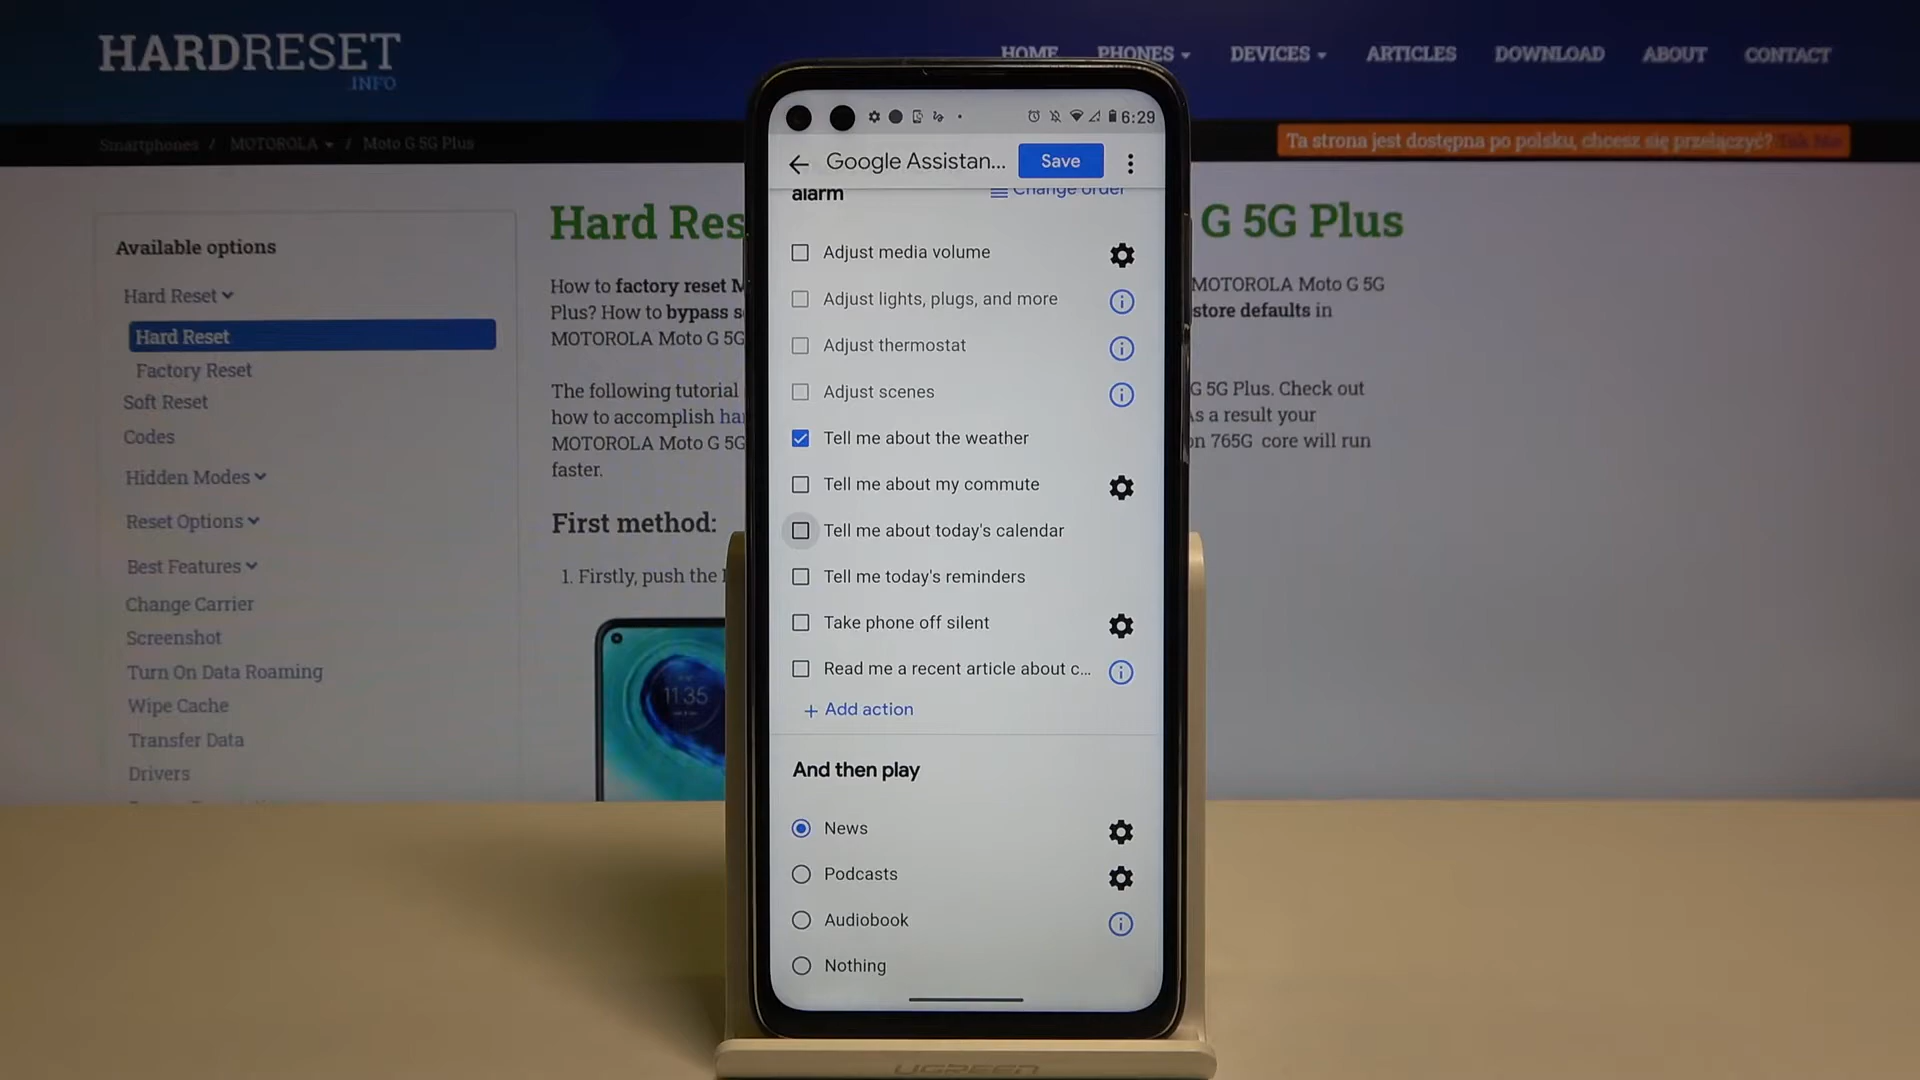 HARDRESET
.INFO
HOME PHONES DEVICES ARTICLES DOWNLOAD ABOUT CONTACT
Smartphones / MOTOROLA / Moto G 5G Plus
Ta strona jest dostępna po polsku, chcesz się przełączyć? Tak
Available options
Hard Reset
Hard Reset
Factory Reset
Soft Reset
Codes
Hidden Modes
Reset Options
Best Features
Change Carrier
Screenshot
Turn On Data Roaming
Wipe Cache
Transfer Data
Drivers
Hard Res
G 5G Plus
How to factory reset M
MOTOROLA Moto G 5G
Plus? How to bypass s
store defaults in
MOTOROLA Moto G 5G
The following tutorial
G 5G Plus. Check out
how to accomplish ha
As a result your
MOTOROLA Moto G 5G
on 765G core will run
faster.
First method:
1. Firstly, push the
11:35
6:29
Google Assistan...
Save
alarm
Change order
Adjust media volume
Adjust lights, plugs, and more
Adjust thermostat
Adjust scenes
Tell me about the weather
Tell me about my commute
Tell me about today's calendar
Tell me today's reminders
Take phone off silent
Read me a recent article about c...
+ Add action
And then play
News
Podcasts
Audiobook
Nothing
UGREEN